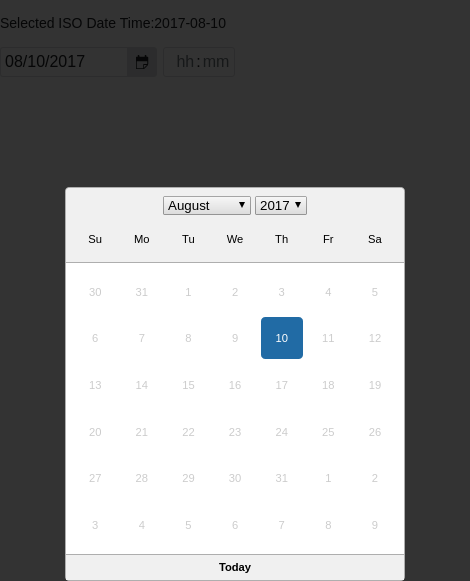 Selected ISO Date Time:2017-08-10
08/10/2017 hh:mm
August 2017
Su Mo Tu We Th Fr Sa
30 31 1 2 3 4 5
6 7 8 9 10 11 12
13 14 15 16 17 18 19
20 21 22 23 24 25 26
27 28 29 30 31 1 2
3 4 5 6 7 8 9
Today